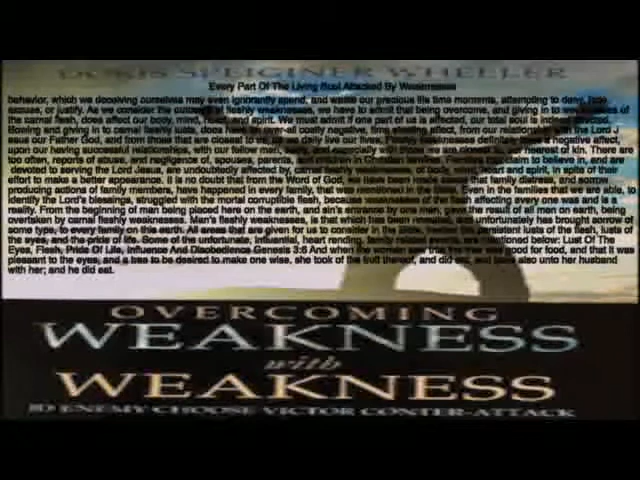 DORIS SPEIGINER WHEELER
Every Part Of The Living Soul Attacked By Weaknesses
behavior, which we deceiving ourselves may even ignorantly spend, and waste our precious life time moments, attempting to deny, hide
excuse, or justify. As we consider the outcome of fleshly weaknesses, we have to admit that being overcome, and giving in to weaknesses of
the carnal flesh, does affect our body, mind, heart and spirit. We must admit if one part of us is affected, our total soul is indeed affected.
Bowing and giving in to carnal fleshly lusts, does have an over-all costly negative, time stealing affect, from our relationship with the Lord J
esus our Father God, and from those that are closest to us, as we daily live our lives. Fleshly weaknesses definitely have a negative affect,
upon our having successful relationships, with our fellow man, and especially with those we are closest to, our nearest of kin. There are
too often, reports of abuse, and negligence of, spouses, parents, and children in Christian families. Families that claim to believe in, and are
devoted to serving the Lord Jesus, are undoubtedly affected by, carnal fleshly weaknesses, of body, mind, heart and spirit, in spite of their
effort to make a better appearance. It is no doubt that from the Word of God, we have been made aware that family distress, and sorrow
producing actions of family members, have happened in every family, that was mentioned in the bible. Even in the families that we are able, to
identify the Lord's blessings, struggled with the mortal corruptible flesh, because weaknesses of the flesh affecting every one was and is a
reality. From the beginning of man being placed here on the earth, and sin's entrance by one man, gave the result of all men on earth, being
overtaken by carnal fleshly weakness. Man's fleshly weaknesses, is that which has been recorded, that unfortunately has brought sorrow of
some type, to every family on this earth. All areas that are given for us to consider in the bible, involve the consistent lusts of the flesh, lusts of
the eyes, and the pride of life. Some of the unfortunate, influential, heart rending, family related events, are mentioned below: Lust Of The
Eyes, Flesh, Pride Of Life, Influence And Disobedience Genesis 3:6 And when the woman saw that the tree was good for food, and that it was
pleasant to the eyes, and a tree to be desired to make one wise, she took of the fruit thereof, and did eat, and gave also unto her husband
with her; and he did eat.
OVERCOMING
WEAKNESS
with
WEAKNESS
ID ENEMY CHOOSE VICTOR CONTER-ATTACK